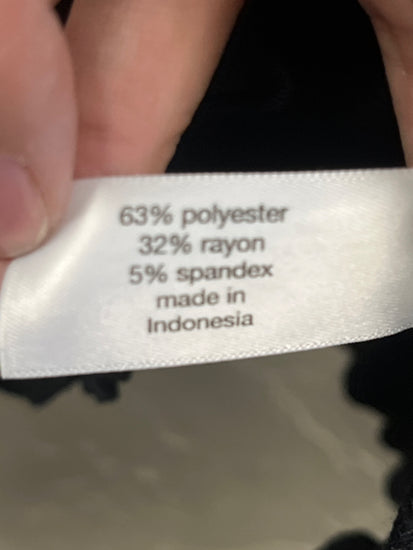 63% polyester
32% rayon
5% spandex
made in
Indonesia